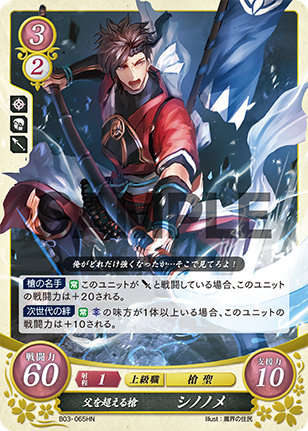 3
2
SAMPLE
俺がどれだけ強くなったか…そこで見てろよ！
槍の名手 常 このユニットが と戦闘している場合、このユニット
の戦闘力は＋20される。
次世代の絆 常 の味方が1体以上いる場合、このユニットの
戦闘力は＋10される。
戦闘力
60
射程 1 上級職 槍聖
支援力
10
父を超える槍 シノノメ
B03-065HN Illust：魔界の住民